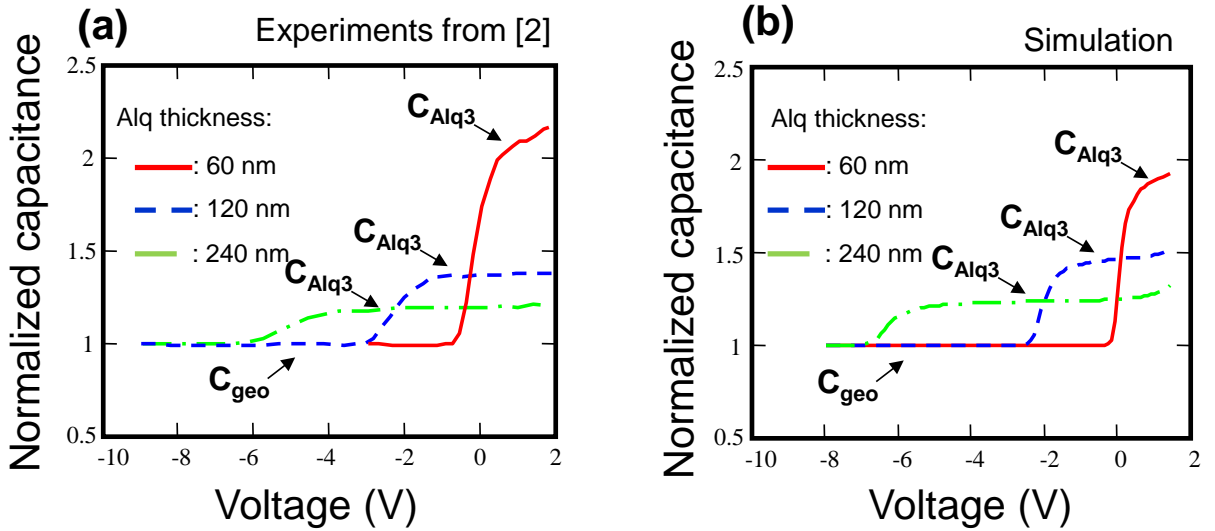 (a)
Experiments from [2]
Normalized capacitance
2.5
2
1.5
1
0.5
Alq thickness:
: 60 nm
: 120 nm
: 240 nm
CAlq3
CAlq3
CAlq3
Cgeo
-10
-8
-6
-4
-2
0
2
Voltage (V)
(b)
Simulation
Normalized capacitance
2.5
2.0
1.5
1
0.5
Alq thickness:
: 60 nm
: 120 nm
: 240 nm
CAlq3
CAlq3
CAlq3
Cgeo
-10
-8
-6
-4
-2
0
2
Voltage (V)